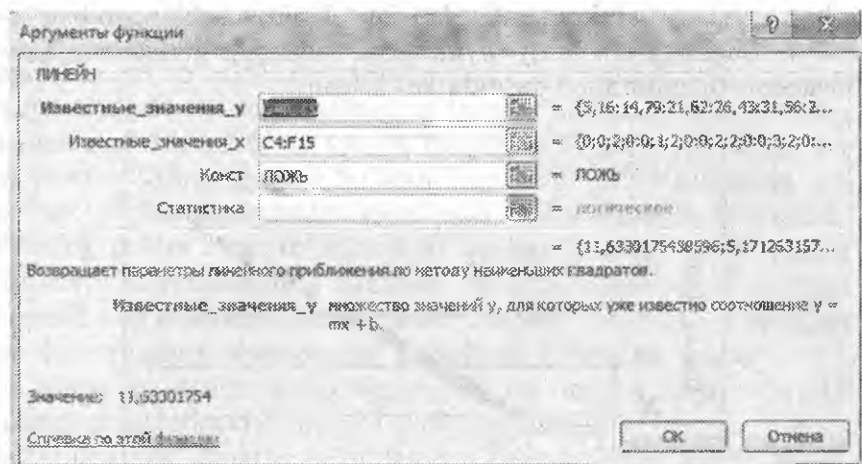 Аргументы функции
ЛИНЕЙН
Известные_значения_y = {5,16:14,79:21,62:26,43:31,56:2...
Известные_значения_x C4:F15 = {0;0;2;0:0;1;2;0:0;2;2;0:0;3;2;0:...
Конст ЛОЖЬ = ЛОЖЬ
Статистика = логическое
= {11,6330175438596;5,171263157...
Возвращает параметры линейного приближения по методу наименьших квадратов.
Известные_значения_y множество значений y, для которых уже известно соотношение y =
mx + b.
Значение: 11,63301754
Справка по этой функции
ОК Отмена